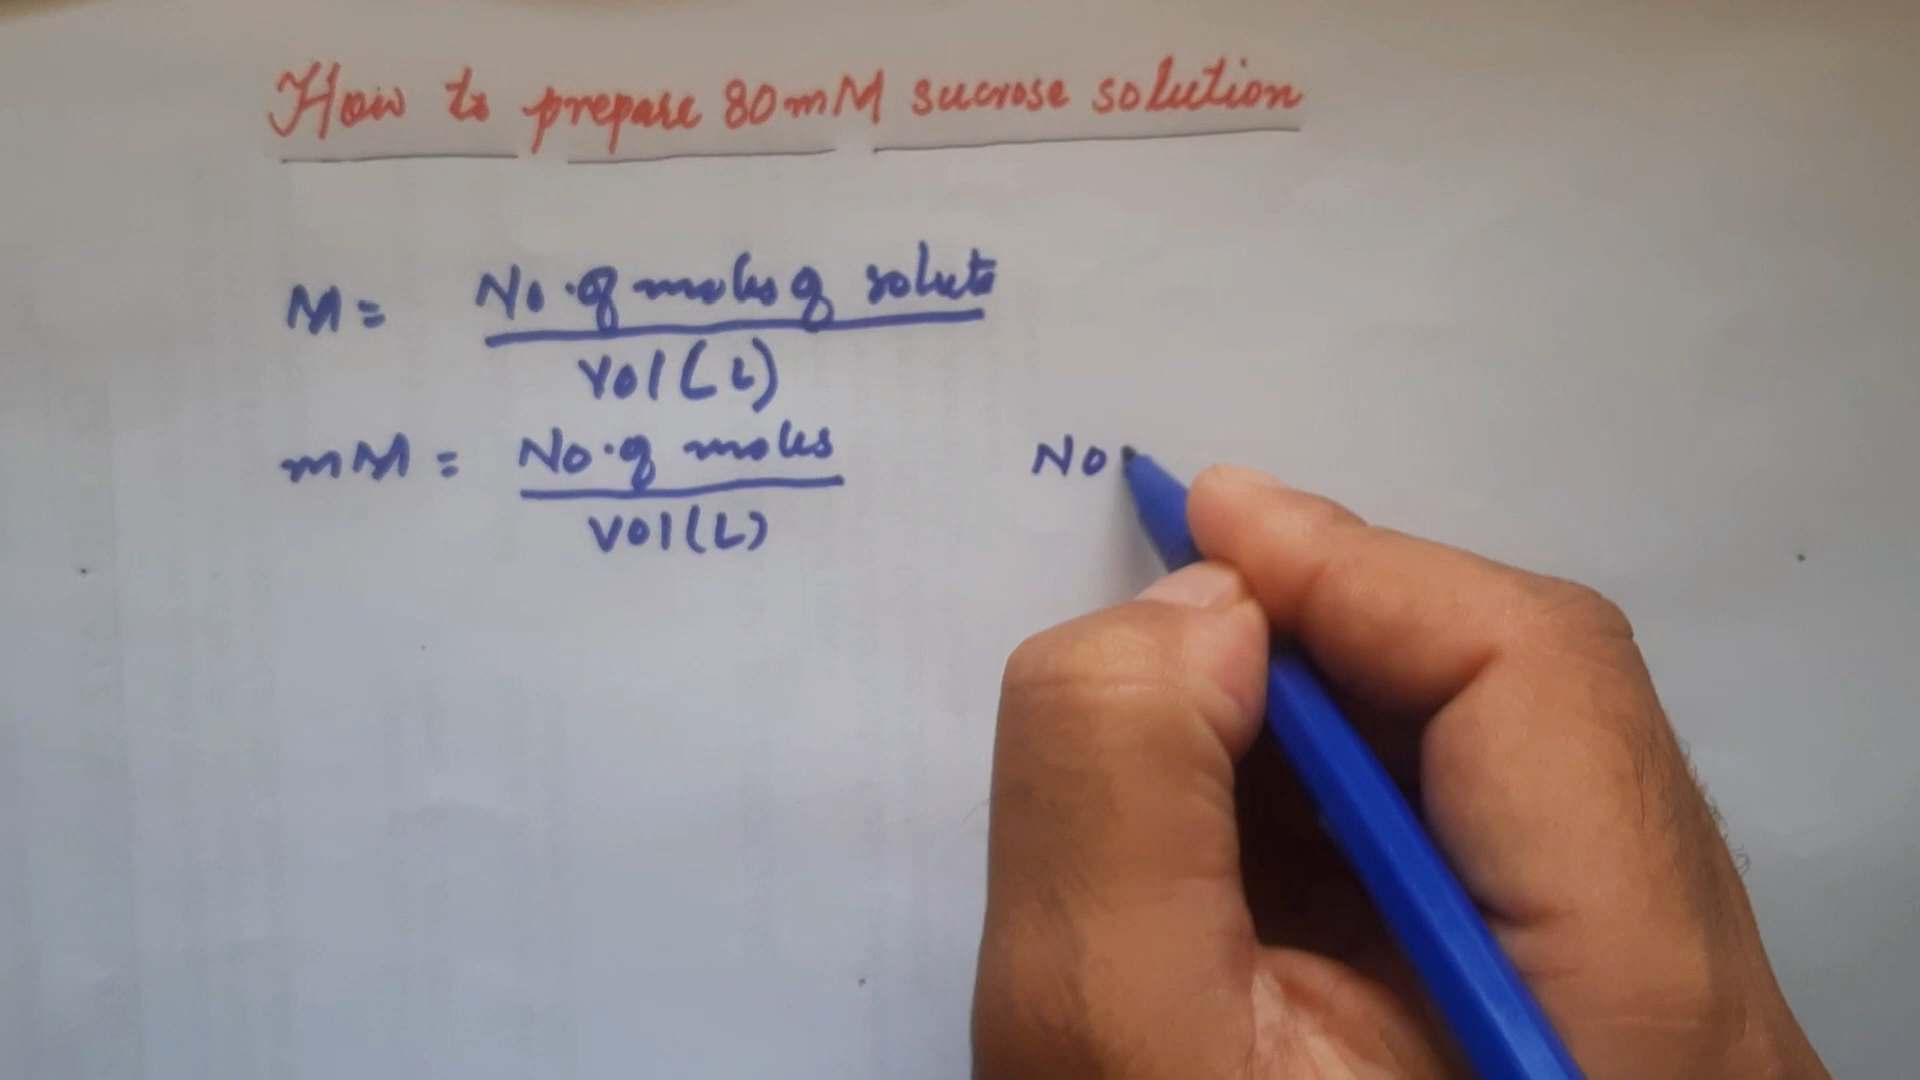 How to prepare 80mM sucrose solution
M = No. of moles of solute
Vol(L)
mM = No. of moles
Vol(L)
No